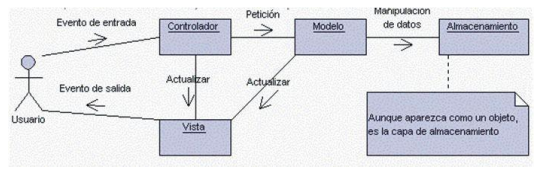 Evento de entrada
Controlador
Petición
Modelo
Manipulación
de datos
Almacenamiento
Evento de salida
Actualizar
Actualizar
Usuario
Vista
Aunque aparezca como un objeto,
es la capa de almacenamiento